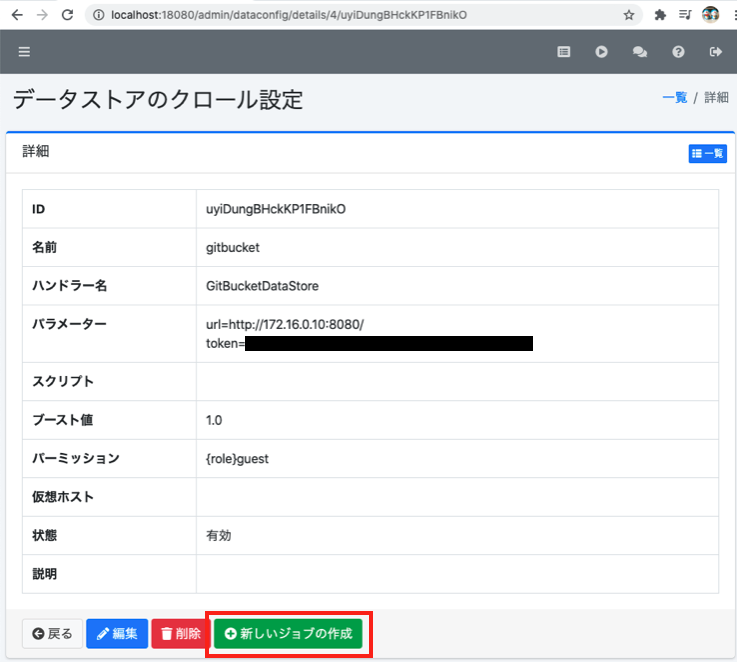 localhost:18080/admin/dataconfig/details/4/uyiDungBHckKP1FBnikO
データストアのクロール設定
一覧 / 詳細
詳細
一覧
ID uyiDungBHckKP1FBnikO
名前 gitbucket
ハンドラー名 GitBucketDataStore
パラメーター url=http://172.16.0.10:8080/
token=
スクリプト
ブースト値 1.0
パーミッション {role}guest
仮想ホスト
状態 有効
説明
戻る 編集 削除 新しいジョブの作成